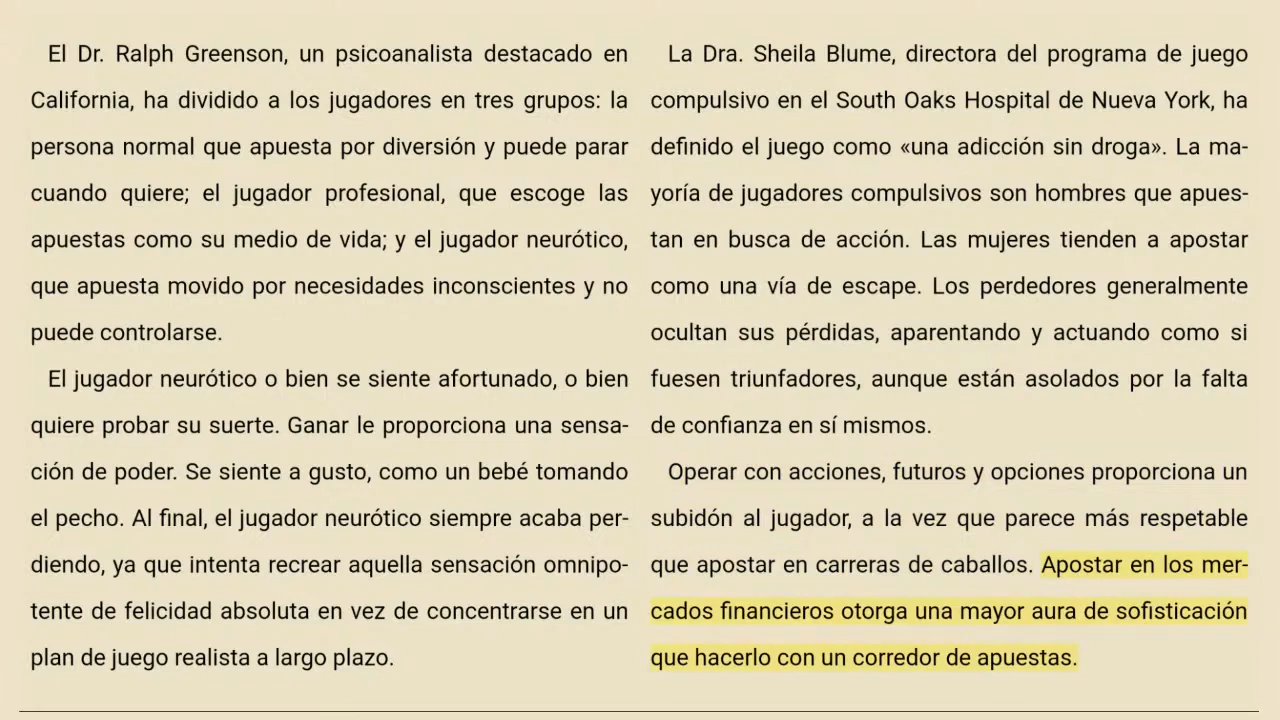 El Dr. Ralph Greenson, un psicoanalista destacado en
California, ha dividido a los jugadores en tres grupos: la
persona normal que apuesta por diversión y puede parar
cuando quiere; el jugador profesional, que escoge las
apuestas como su medio de vida; y el jugador neurótico,
que apuesta movido por necesidades inconscientes y no
puede controlarse.
El jugador neurótico o bien se siente afortunado, o bien
quiere probar su suerte. Ganar le proporciona una sensa-
ción de poder. Se siente a gusto, como un bebé tomando
el pecho. Al final, el jugador neurótico siempre acaba per-
diendo, ya que intenta recrear aquella sensación omnipo-
tente de felicidad absoluta en vez de concentrarse en un
plan de juego realista a largo plazo.
La Dra. Sheila Blume, directora del programa de juego
compulsivo en el South Oaks Hospital de Nueva York, ha
definido el juego como «una adicción sin droga». La ma-
yoría de jugadores compulsivos son hombres que apues-
tan en busca de acción. Las mujeres tienden a apostar
como una vía de escape. Los perdedores generalmente
ocultan sus pérdidas, aparentando y actuando como si
fuesen triunfadores, aunque están asolados por la falta
de confianza en sí mismos.
Operar con acciones, futuros y opciones proporciona un
subidón al jugador, a la vez que parece más respetable
que apostar en carreras de caballos. Apostar en los mer-
cados financieros otorga una mayor aura de sofisticación
que hacerlo con un corredor de apuestas.